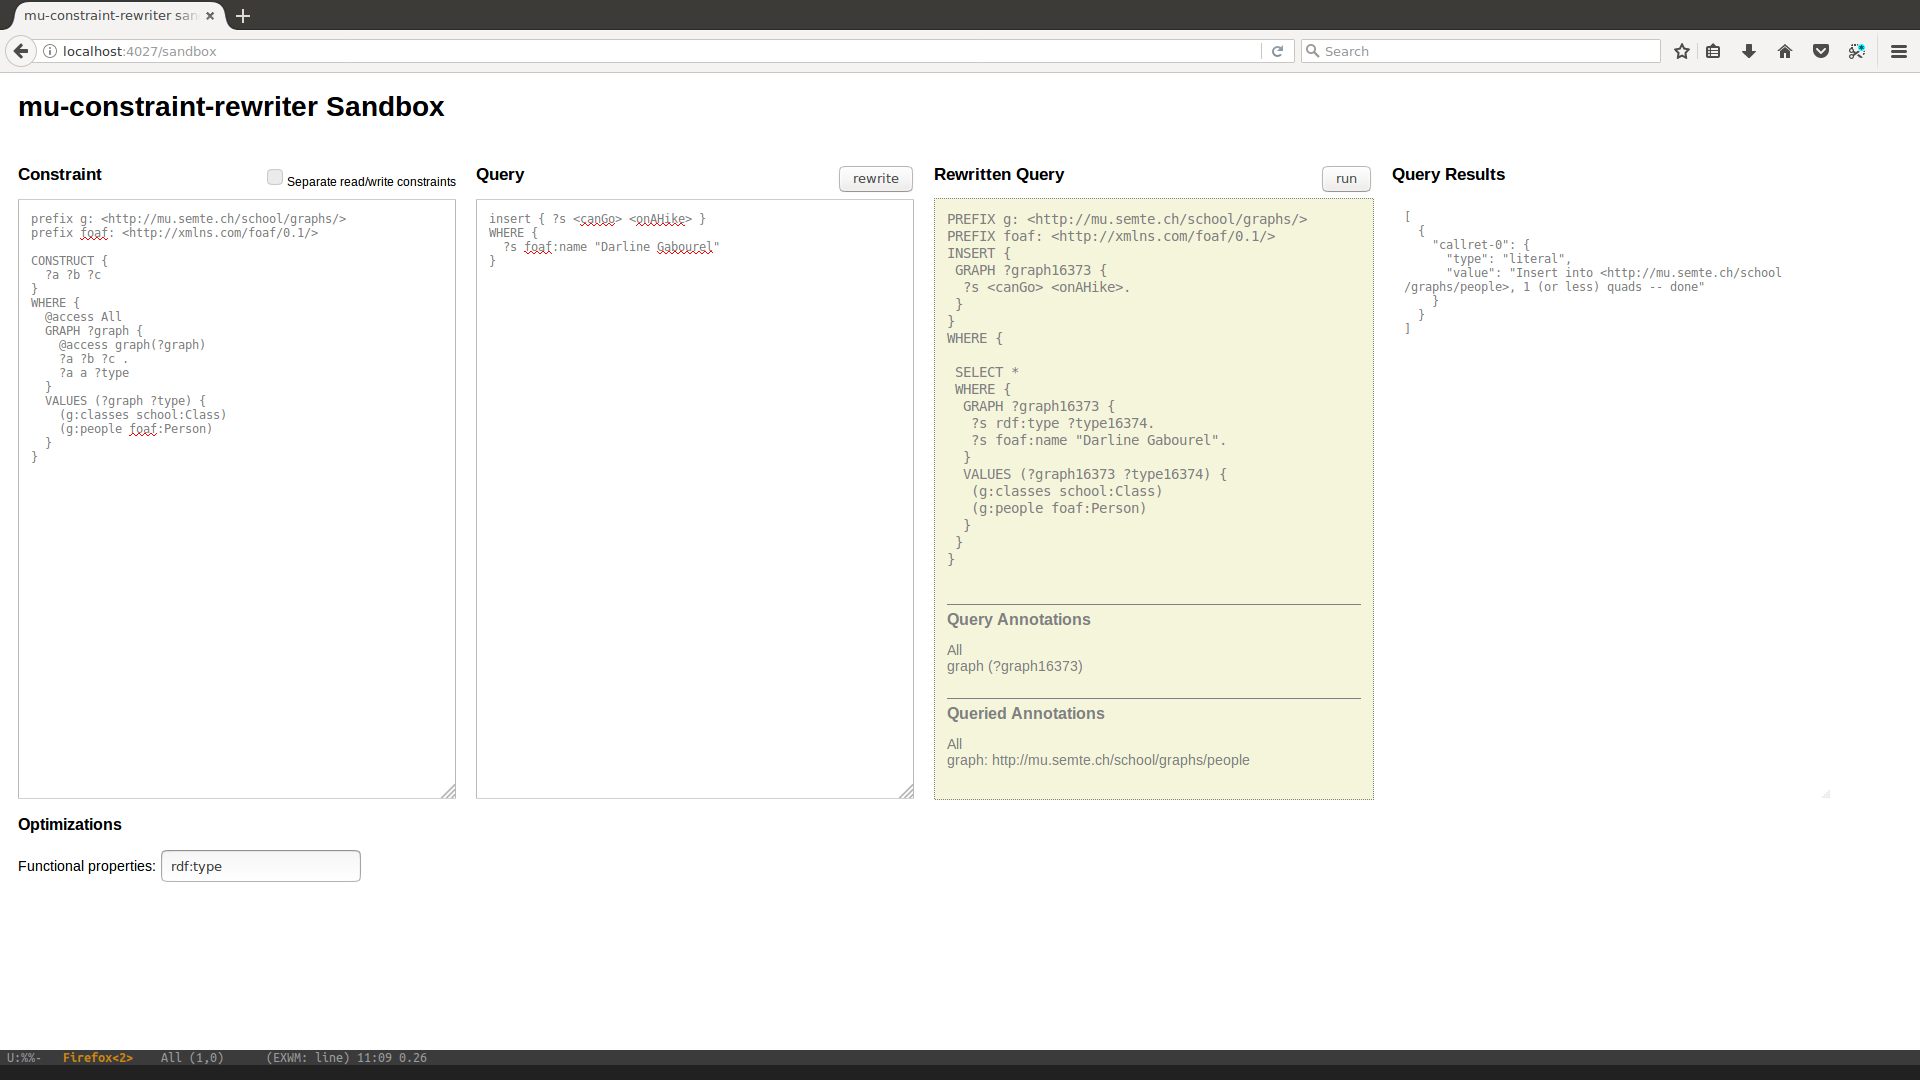 mu-constraint-rewriter san
localhost:4027/sandbox
Search
mu-constraint-rewriter Sandbox
Constraint
Separate read/write constraints
prefix g: <http://mu.semte.ch/school/graphs/>
prefix foaf: <http://xmlns.com/foaf/0.1/>
CONSTRUCT {
?a ?b ?c
}
WHERE {
@access All
GRAPH ?graph {
@access graph(?graph)
?a ?b ?c .
?a a ?type
}
VALUES (?graph ?type) {
(g:classes school:Class)
(g:people foaf:Person)
}
}
Query
rewrite
insert { ?s <canGo> <onAHike> }
WHERE {
?s foaf:name "Darline Gabourel"
}
Rewritten Query
run
PREFIX g: <http://mu.semte.ch/school/graphs/>
PREFIX foaf: <http://xmlns.com/foaf/0.1/>
INSERT {
GRAPH ?graph16373 {
?s <canGo> <onAHike>.
}
}
WHERE {
SELECT *
WHERE {
GRAPH ?graph16373 {
?s rdf:type ?type16374.
?s foaf:name "Darline Gabourel".
}
VALUES (?graph16373 ?type16374) {
(g:classes school:Class)
(g:people foaf:Person)
}
}
}
Query Annotations
All
graph (?graph16373)
Queried Annotations
All
graph: http://mu.semte.ch/school/graphs/people
Query Results
[
{
"callret-0": {
"type": "literal",
"value": "Insert into <http://mu.semte.ch/school
/graphs/people>, 1 (or less) quads -- done"
}
}
]
Optimizations
Functional properties: rdf:type
U:%%- Firefox<2> All (1,0) (EXWM: line) 11:09 0.26